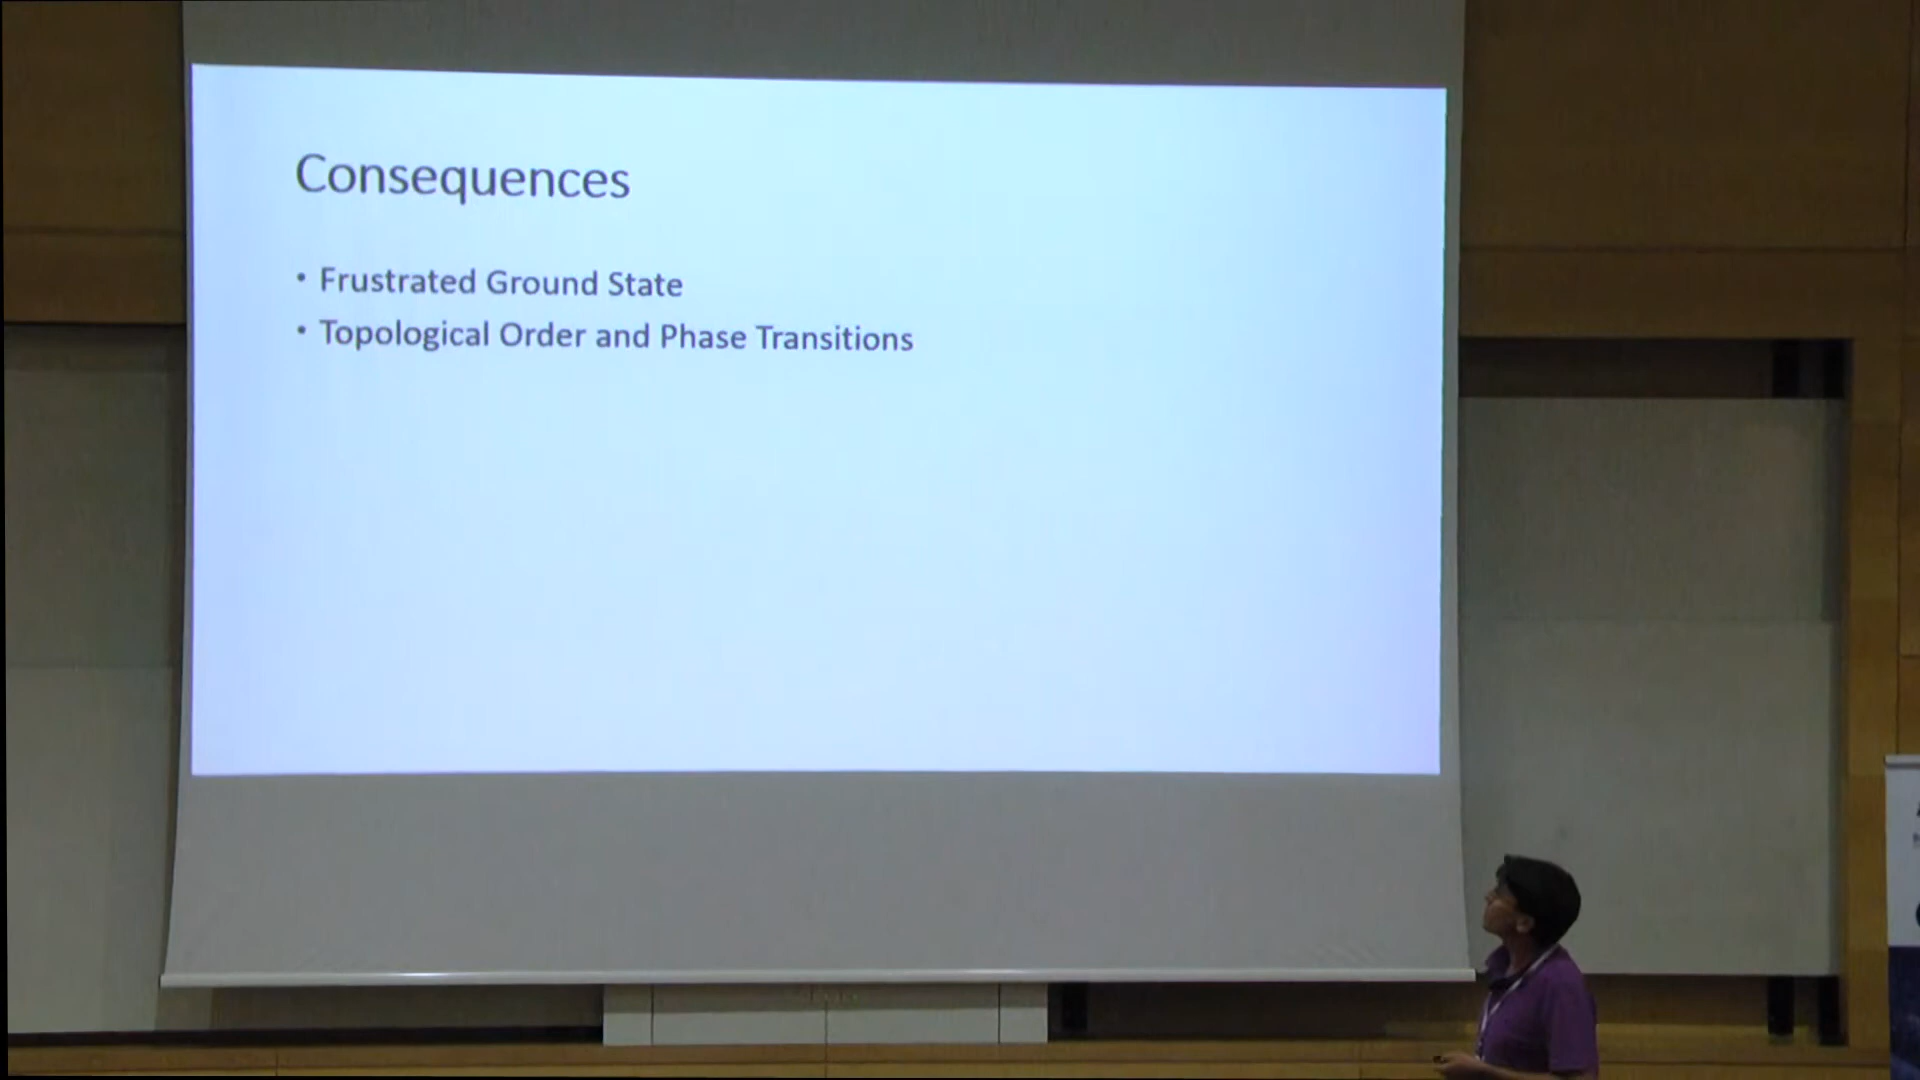 Consequences
• Frustrated Ground State
• Topological Order and Phase Transitions